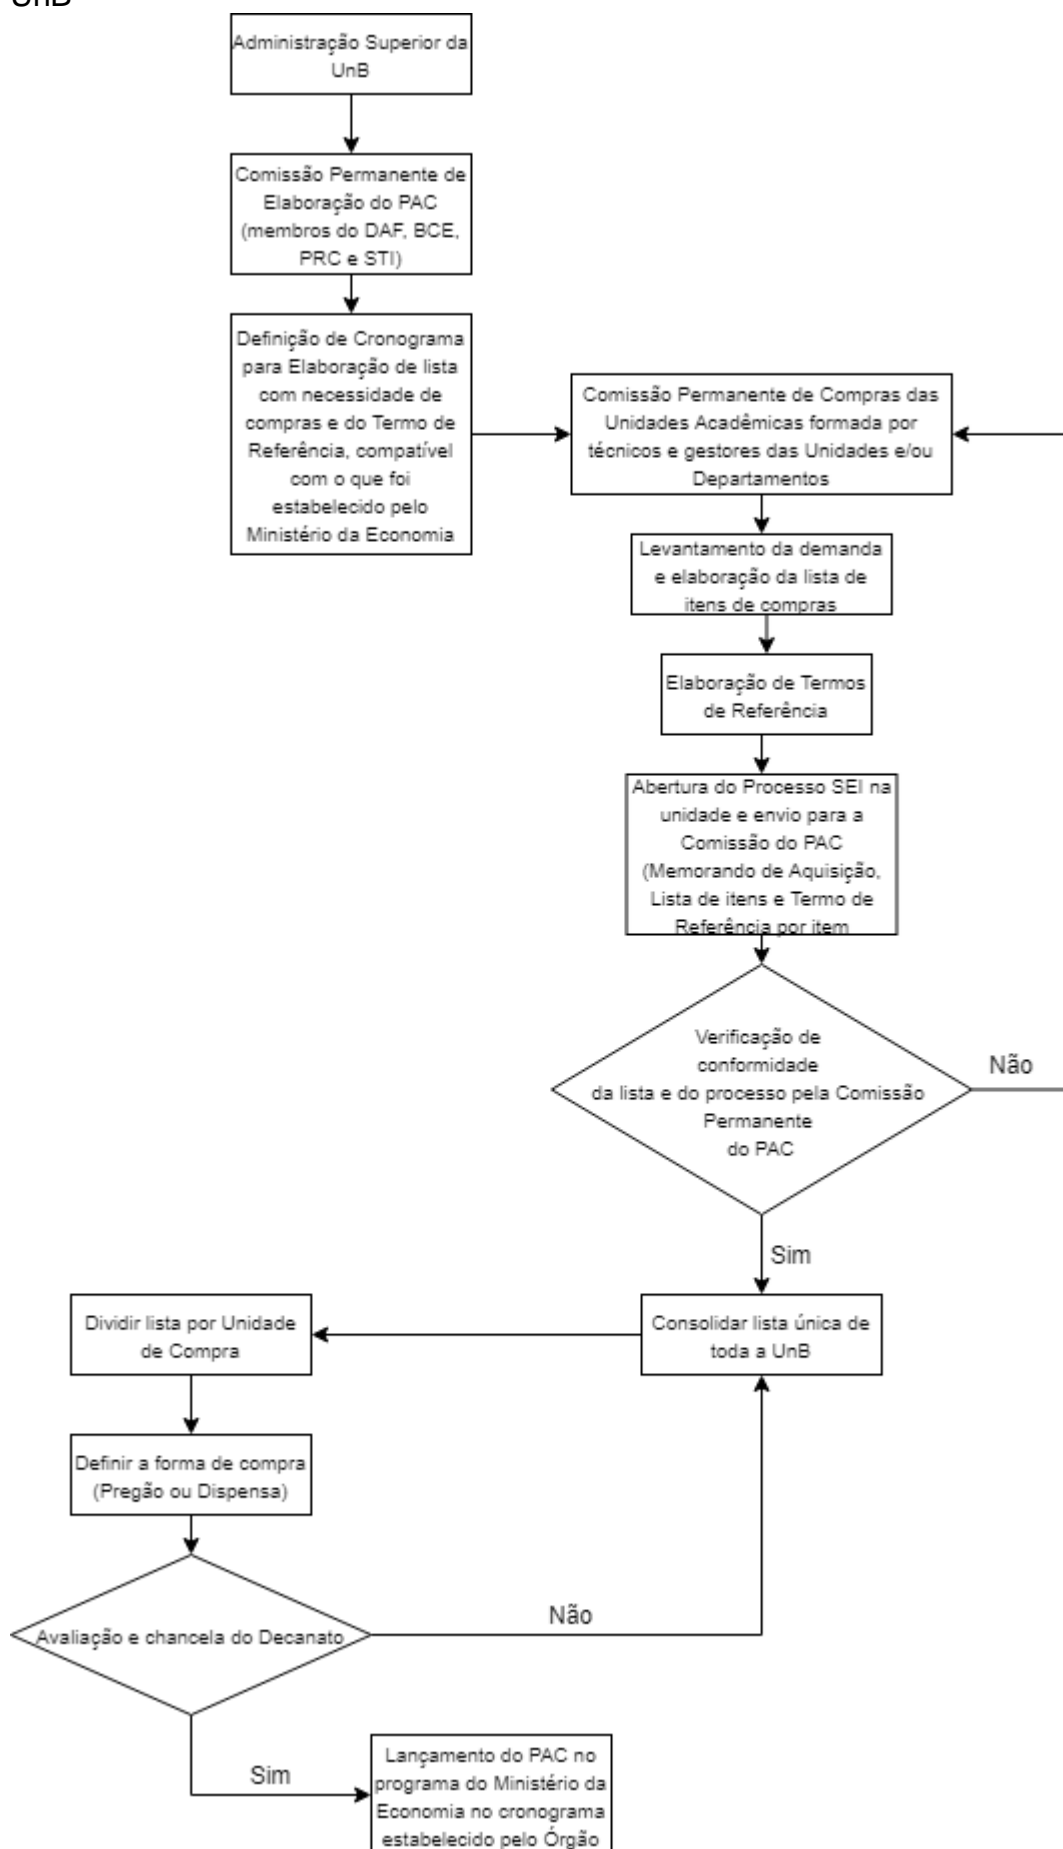 UnB
Administração Superior da
UnB
Comissão Permanente de
Elaboração do PAC
(membros do DAF, BCE,
PRC e STI)
Definição de Cronograma
para Elaboração de lista
com necessidade de
compras e do Termo de
Referência, compatível
com o que foi
estabelecido pelo
Ministério da Economia
Comissão Permanente de Compras das
Unidades Acadêmicas formada por
técnicos e gestores das Unidades e/ou
Departamentos
Levantamento da demanda
e elaboração da lista de
itens de compras
Elaboração de Termos
de Referência
Abertura do Processo SEI na
unidade e envio para a
Comissão do PAC
(Memorando de Aquisição,
Lista de itens e Termo de
Referência por item
Verificação de
conformidade
da lista e do processo pela Comissão
Permanente
do PAC
Não
Sim
Consolidar lista única de
toda a UnB
Dividir lista por Unidade
de Compra
Definir a forma de compra
(Pregão ou Dispensa)
Avaliação e chancela do Decanato
Não
Sim
Lançamento do PAC no
programa do Ministério da
Economia no cronograma
estabelecido pelo Órgão